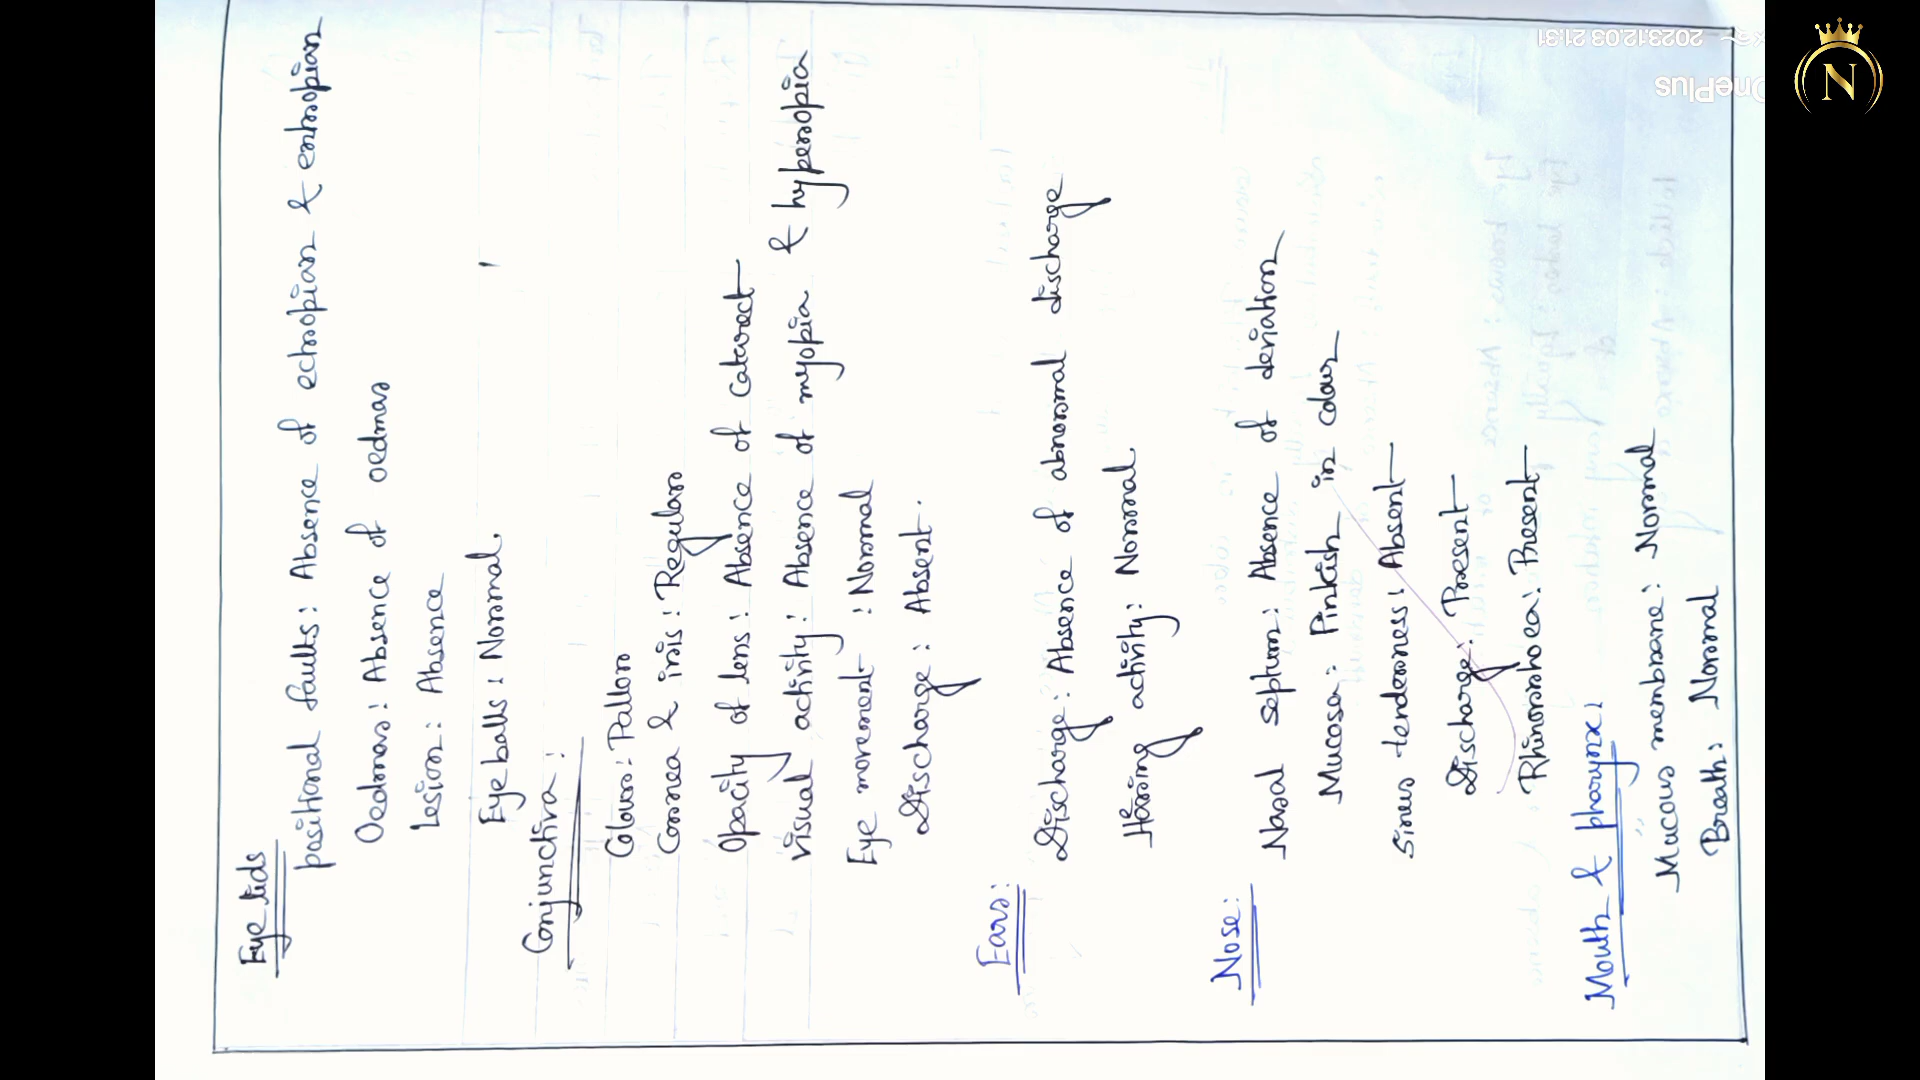 Eye lids
positional faults: Absence of ectropian & entropian
Oedmas: Absence of oedmas
Lesion: Absence
Eye balls: Normal.
Conjunctiva:
Colour: Pallor
Cornea & iris: Regular
Opacity of lens: Absence of Cataract
visual activity: Absence of myopia & hyperopia
Eye movement: Normal
Discharge: Absent.
Ears:
Discharge: Absence of abnormal discharge
Hearing activity: Normal.
Nose:
Nasal septum: Absence of deviation
Mucosa: Pinkish in colour
Sinus tenderness: Absent
Discharge: Present
Rhinorrhoea: Present
Mouth & pharynx:
Mucous membrane: Normal
Breath: Normal
OnePlus
2023.12.03 21:31
N